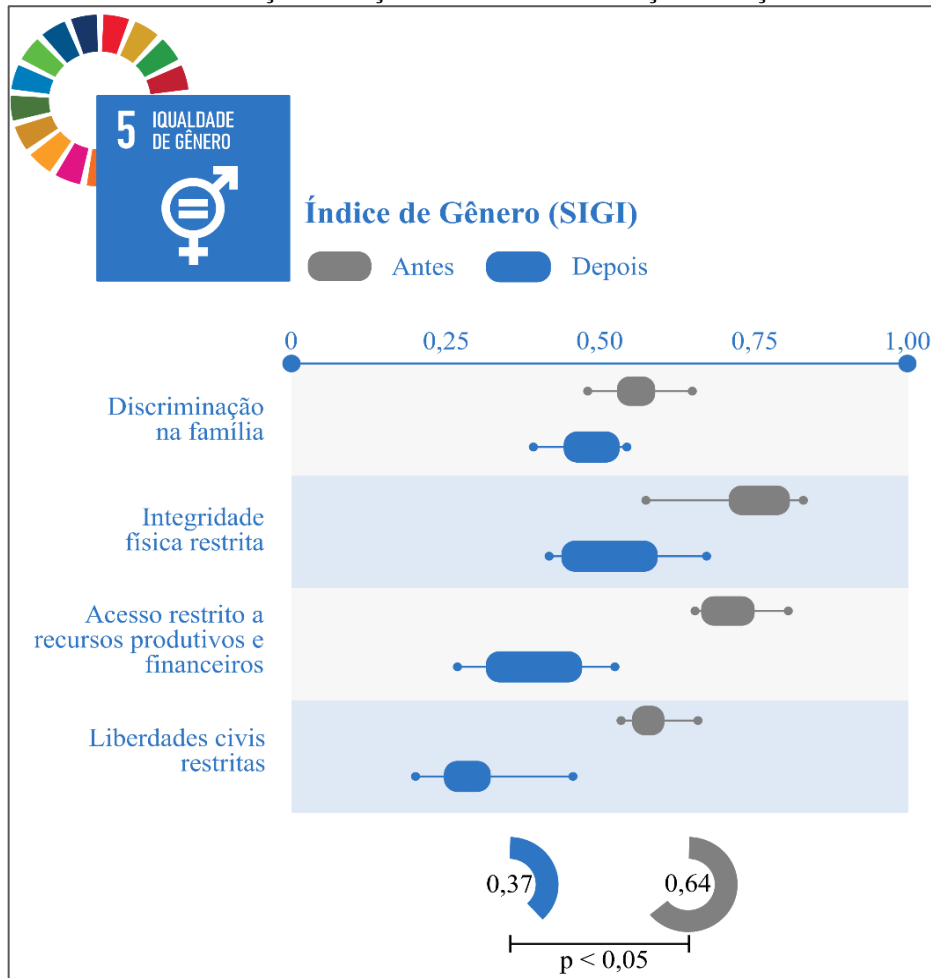 5 IQUALDADE
DE GÊNERO
Índice de Gênero (SIGI)
Antes Depois
0 0,25 0,50 0,75 1,00
Discriminação
na família
Integridade
física restrita
Acesso restrito a
recursos produtivos e
financeiros
Liberdades civis
restritas
0,37 0,64
p < 0,05